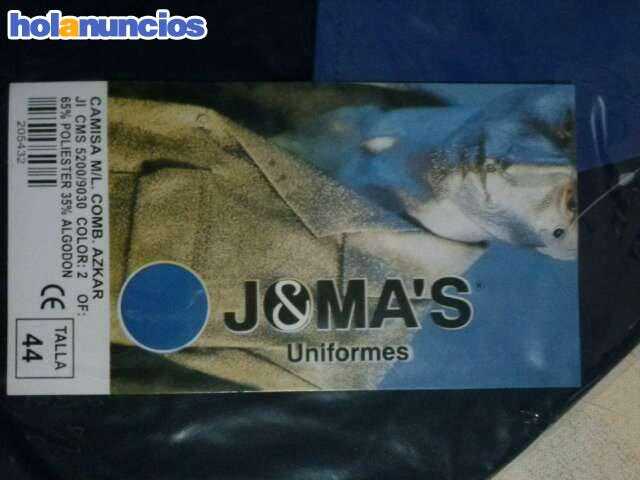 holanuncios
CAMISA M/L. COMB. AZKAR
JI CMS 5200/9030 COLOR: 2 OF:
65% POLIESTER 35% ALGODON
205432
CE
TALLA
44
J&MA'S
Uniformes